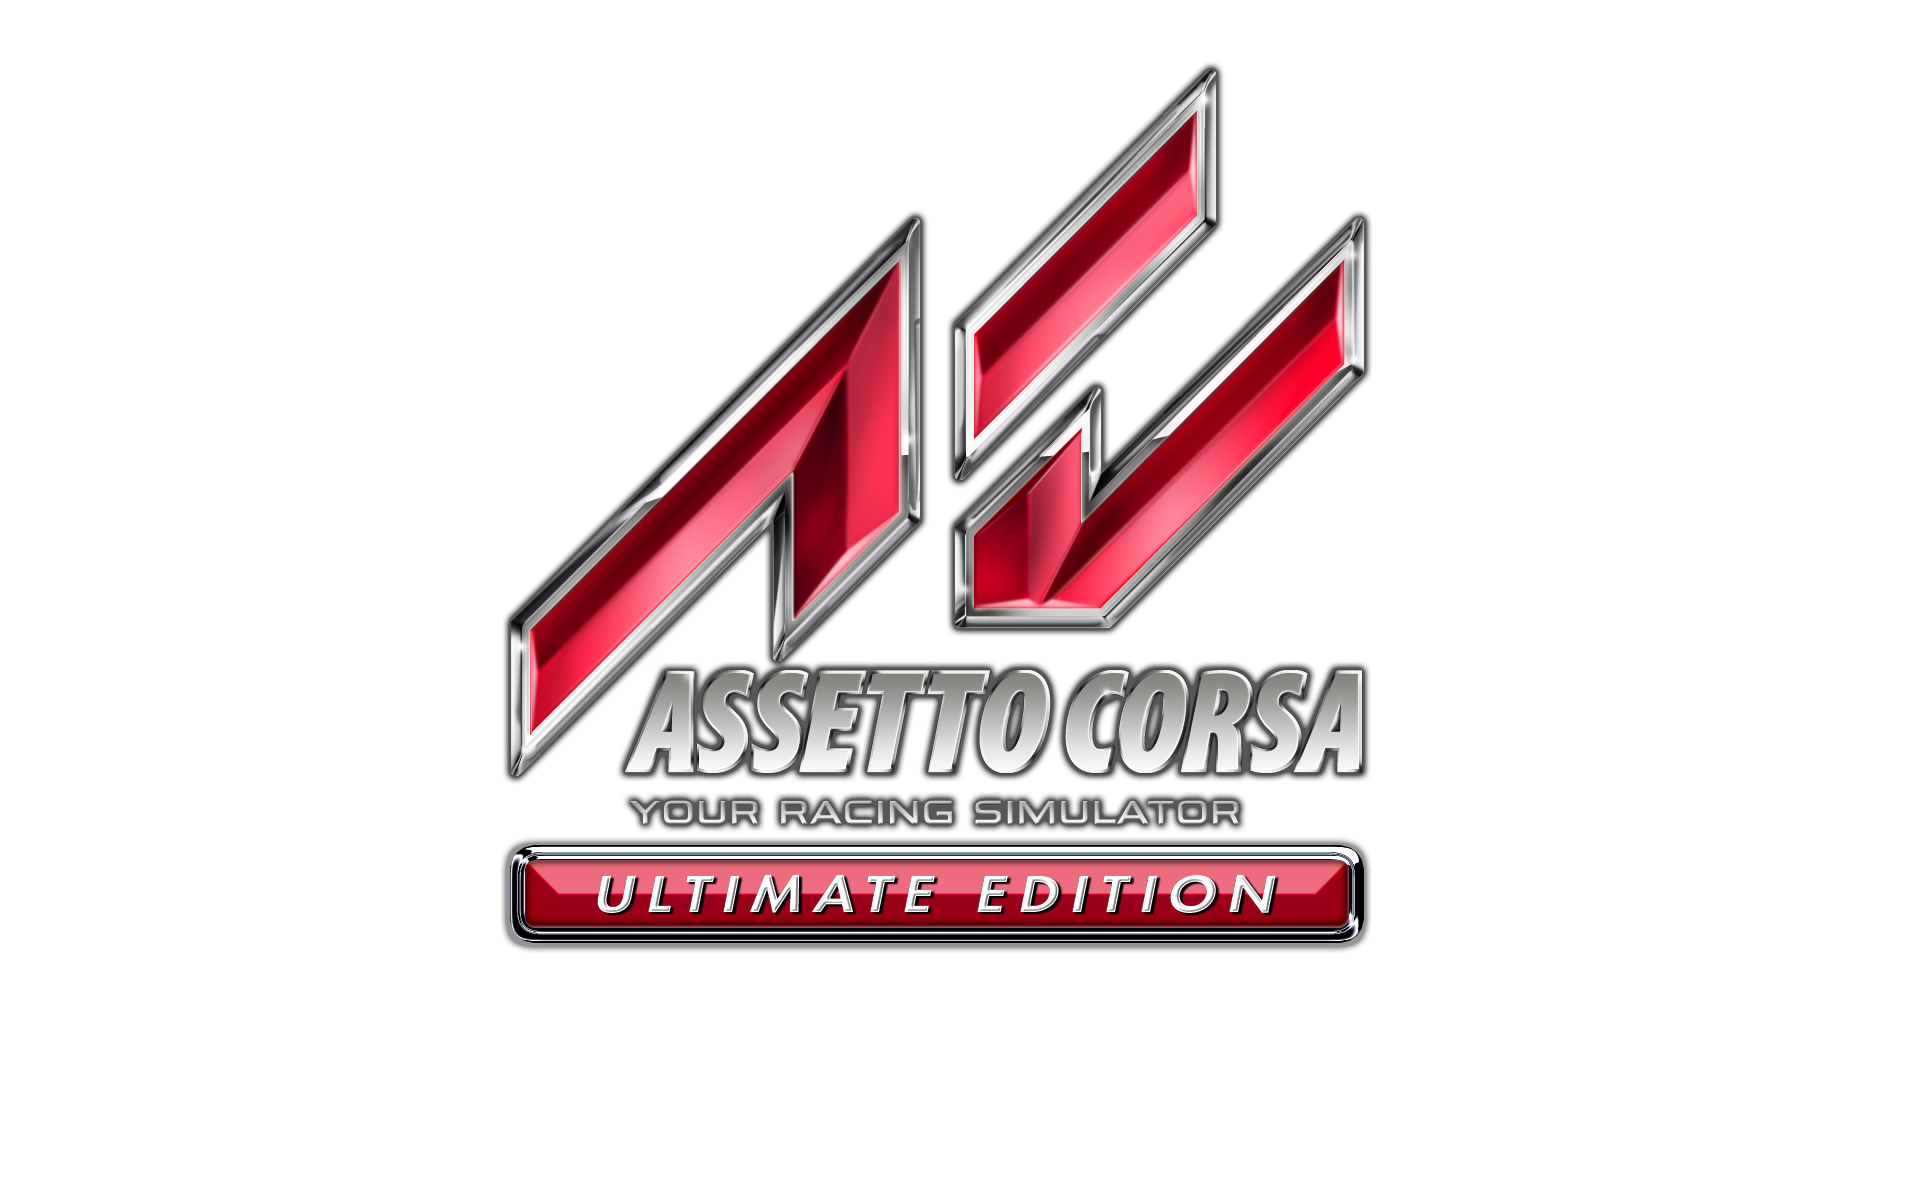 ASSETTO CORSA
YOUR RACING SIMULATOR
ULTIMATE EDITION